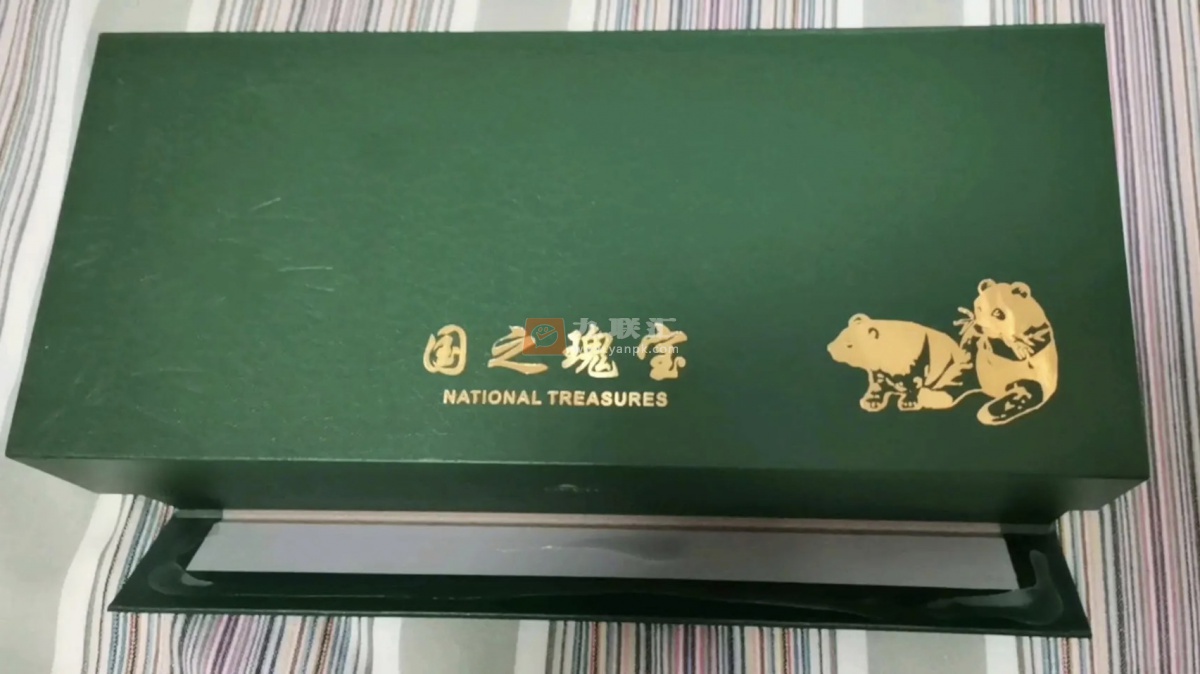 国之瑰宝
NATIONAL TREASURES